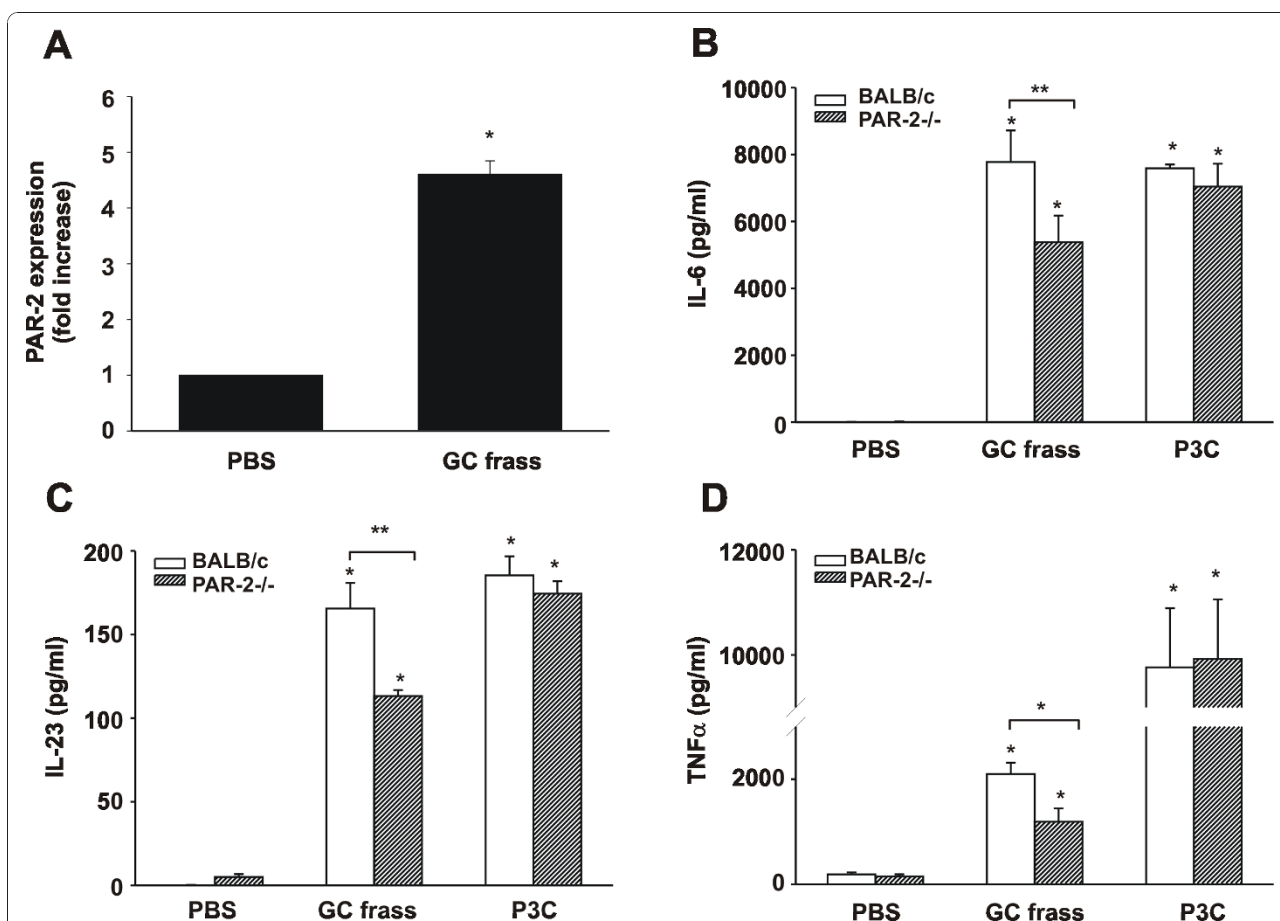 A
PAR-2 expression
(fold increase)
6
5
4
3
2
1
0
*
PBS
GC frass
B
BALB/c
PAR-2-/-
IL-6 (pg/ml)
10000
8000
6000
4000
2000
0
**
*
*
*
*
PBS
GC frass
P3C
C
BALB/c
PAR-2-/-
IL-23 (pg/ml)
200
150
100
50
0
**
*
*
*
*
PBS
GC frass
P3C
D
BALB/c
PAR-2-/-
TNFα (pg/ml)
12000
10000
2000
0
*
*
*
*
*
PBS
GC frass
P3C